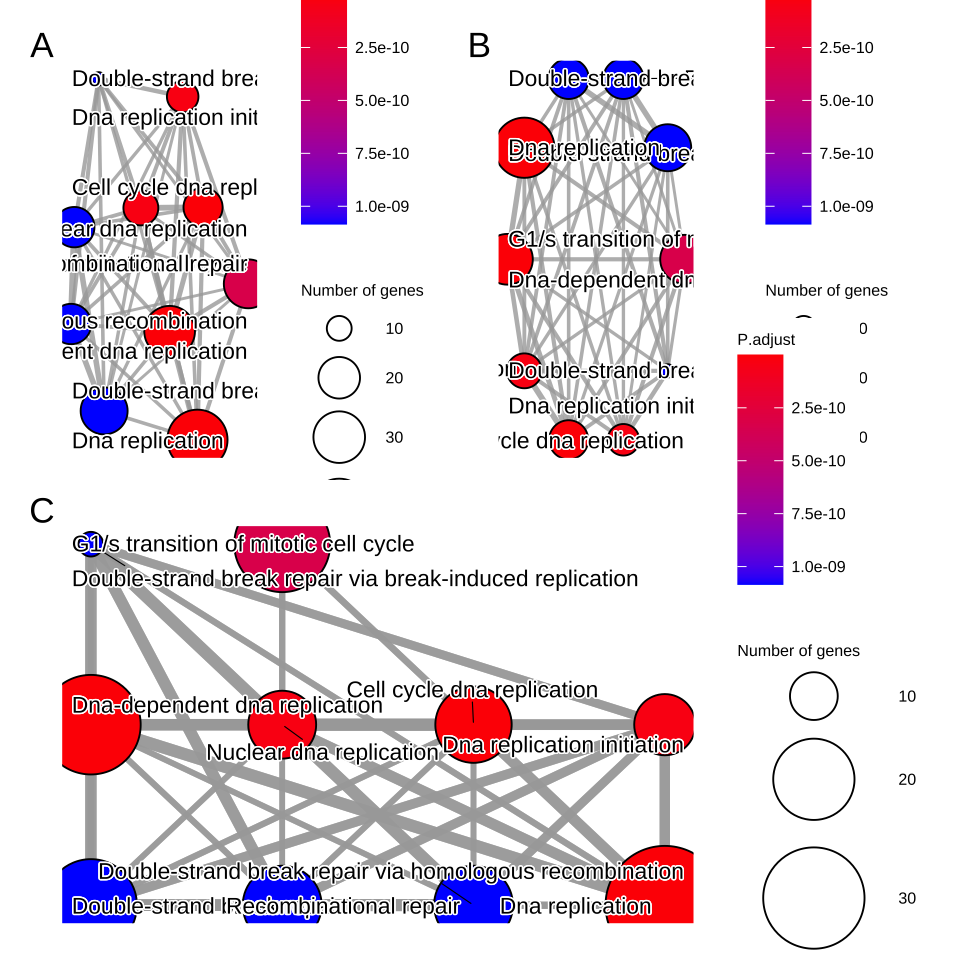 A
Double-strand brea
Dna replication init
Cell cycle dna repl
ear dna replication
mbinational repair
ous recombination
ent dna replication
Double-strand brea
Dna replication
2.5e-10
5.0e-10
7.5e-10
1.0e-09
Number of genes
10
20
30
B
Double-strand brea
Dna replication
Double-strand brea
G1/s transition of m
Dna-dependent dn
Double-strand brea
Dna replication init
cle dna replication
2.5e-10
5.0e-10
7.5e-10
1.0e-09
Number of genes
0
0
0
P.adjust
2.5e-10
5.0e-10
7.5e-10
1.0e-09
Number of genes
10
20
30
C
G1/s transition of mitotic cell cycle
Double-strand break repair via break-induced replication
Cell cycle dna replication
Dna-dependent dna replication
Nuclear dna replication
Dna replication initiation
Double-strand break repair via homologous recombination
Double-strand
Recombinational repair
Dna replication